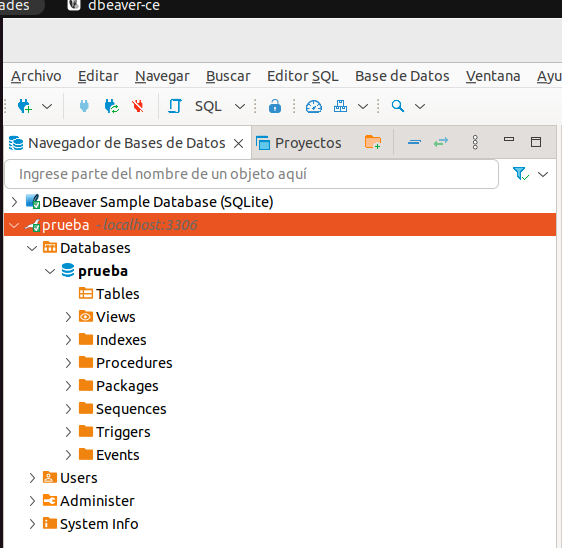 ades dbeaver-ce
Archivo Editar Navegar Buscar Editor SQL Base de Datos Ventana Ayu
SQL
Navegador de Bases de Datos Proyectos
Ingrese parte del nombre de un objeto aquí
DBeaver Sample Database (SQLite)
prueba - localhost:3306
Databases
prueba
Tables
Views
Indexes
Procedures
Packages
Sequences
Triggers
Events
Users
Administer
System Info